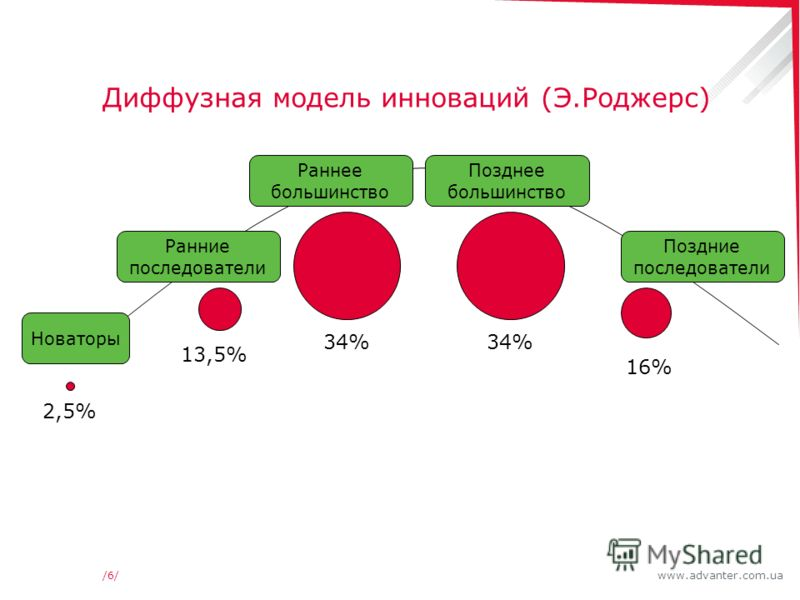 Диффузная модель инноваций (Э.Роджерс)
Раннее
большинство
Позднее
большинство
Ранние
последователи
Поздние
последователи
Новаторы
34%
34%
13,5%
16%
2,5%
MyShared
/6/
www.advanter.com.ua